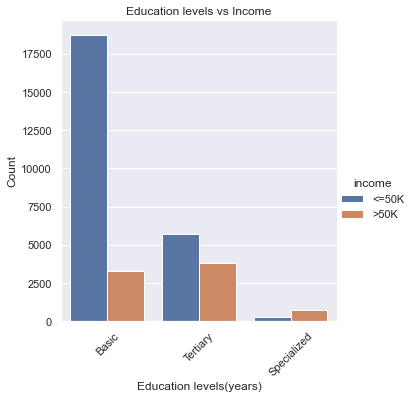 Education levels vs Income
17500
15000
12500
10000
7500
5000
2500
0
Count
Basic
Tertiary
Specialized
Education levels(years)
income
<=50K
>50K